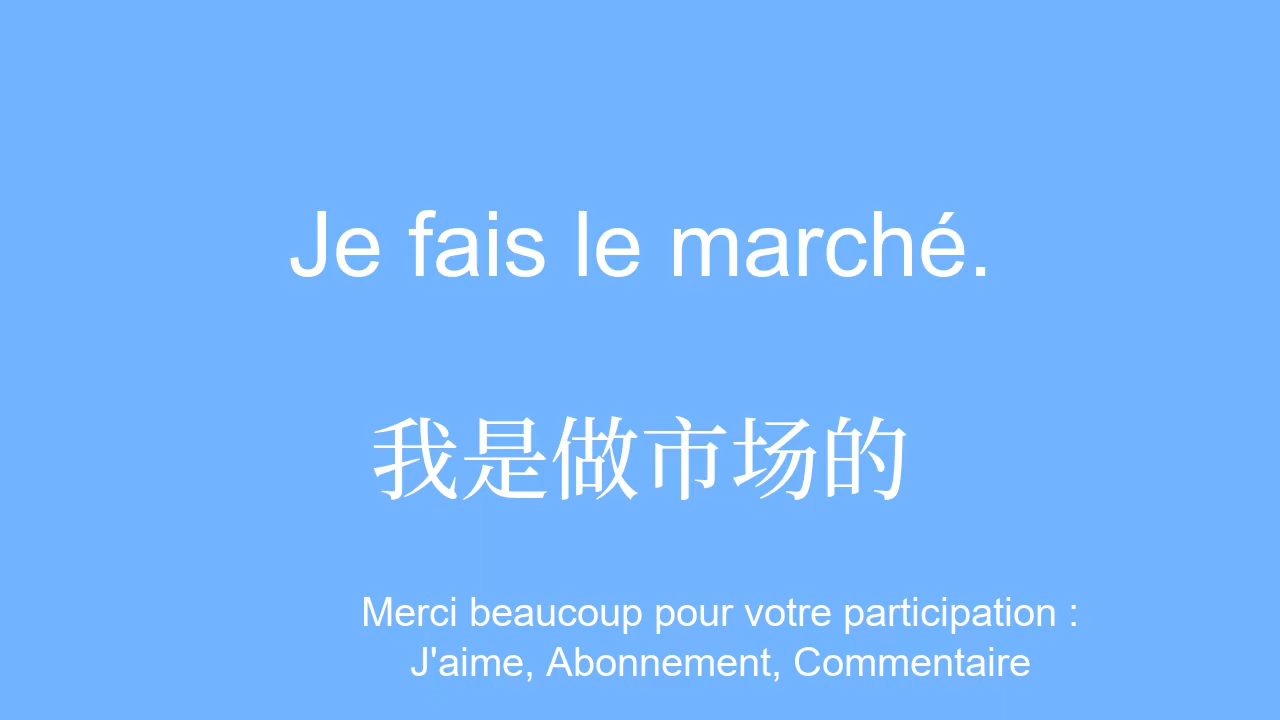 Je fais le marché.
我是做市场的
Merci beaucoup pour votre participation :
J'aime, Abonnement, Commentaire